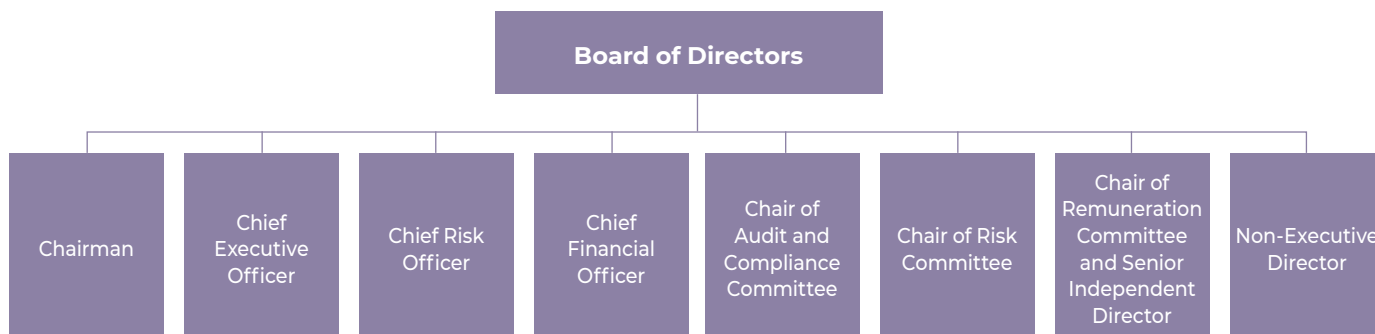 Board of Directors
Chairman
Chief
Executive
Officer
Chief Risk
Officer
Chief
Financial
Officer
Chair of
Audit and
Compliance
Committee
Chair of Risk
Committee
Chair of
Remuneration
Committee
and Senior
Independent
Director
Non-Executive
Director